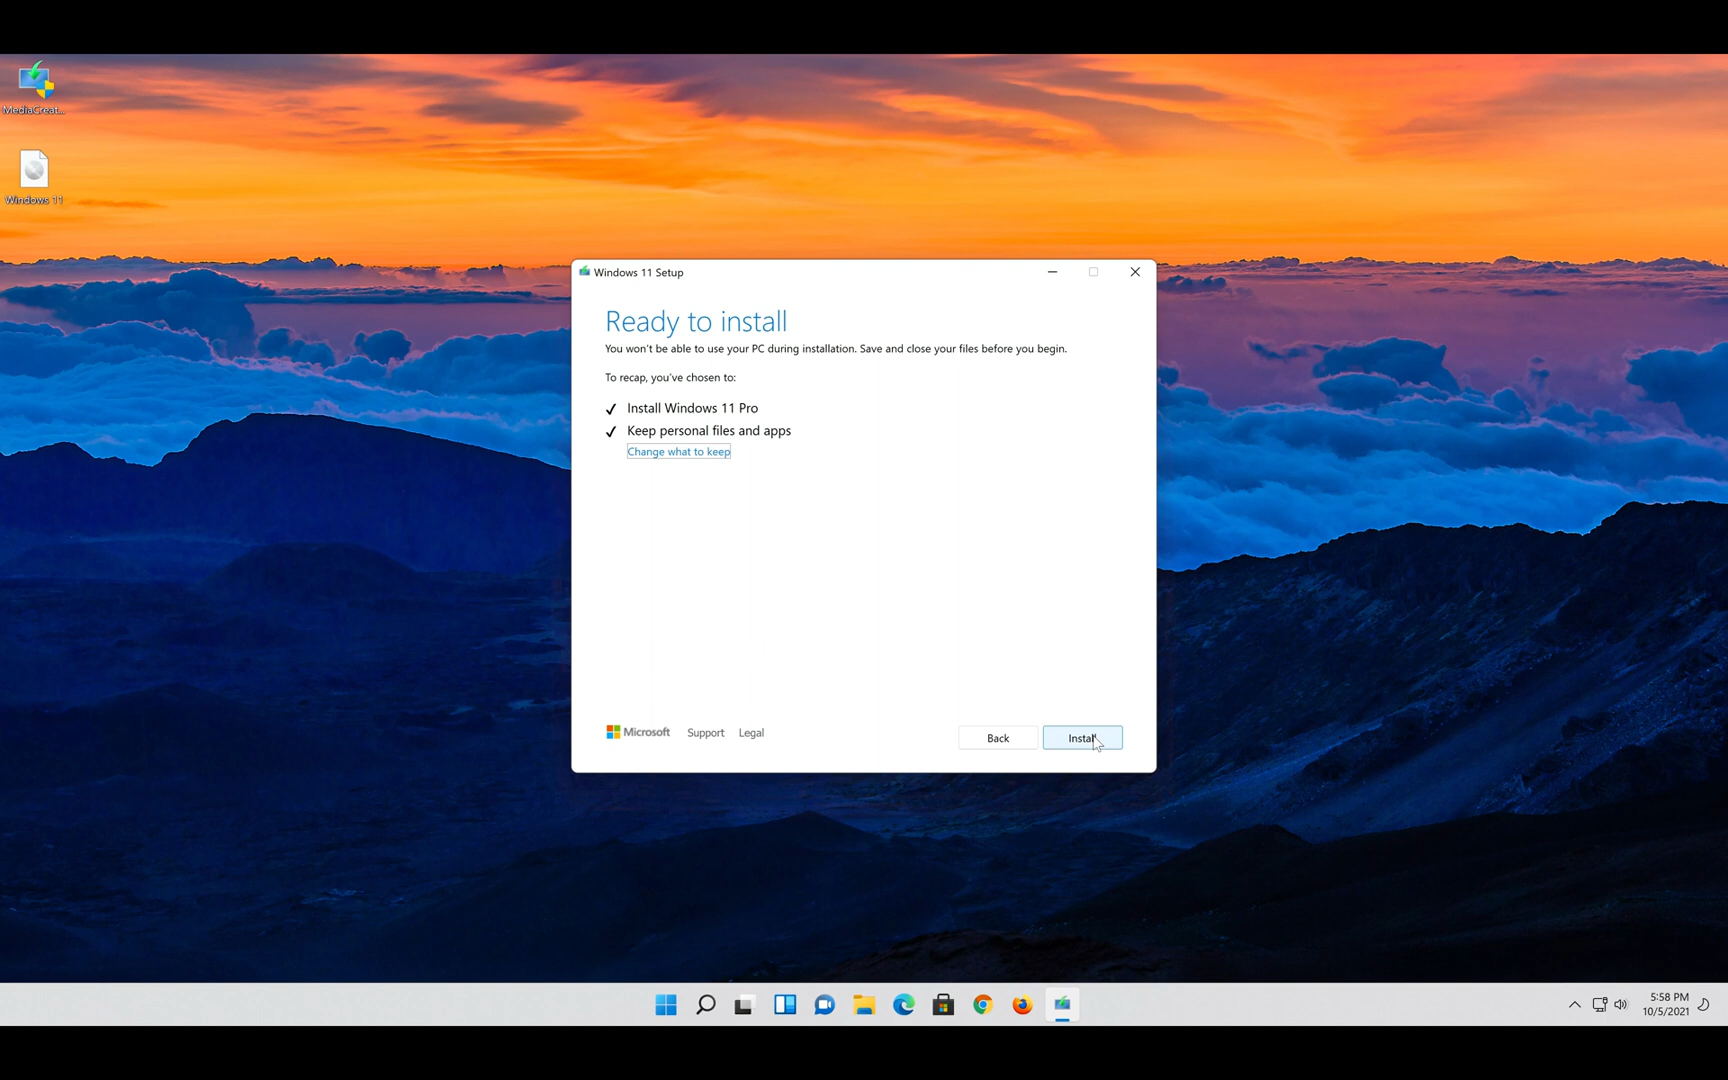 MediaCreat...
Windows 11
Windows 11 Setup
Ready to install
You won't be able to use your PC during installation. Save and close your files before you begin.
To recap, you've chosen to:
Install Windows 11 Pro
Keep personal files and apps
Change what to keep
Microsoft Support Legal
Back Install
5:58 PM
10/5/2021